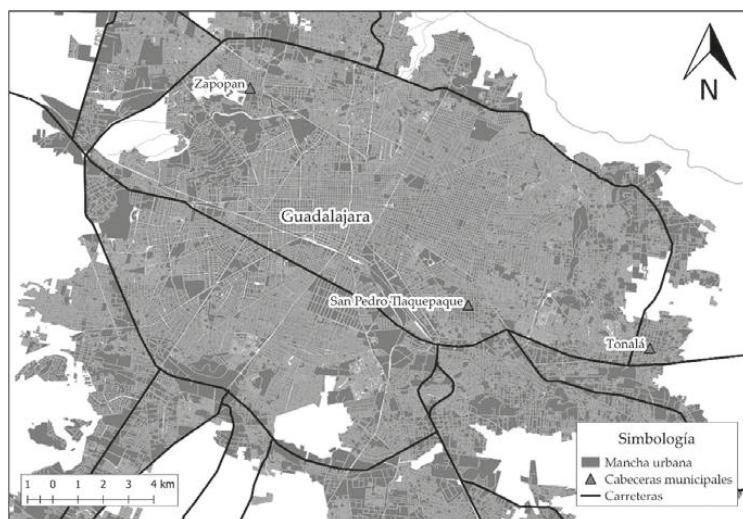 N
Zapopan
Guadalajara
San Pedro Tlaquepaque
Tonalá
Simbología
Mancha urbana
Cabeceras municipales
Carreteras
1 0 1 2 3 4 km